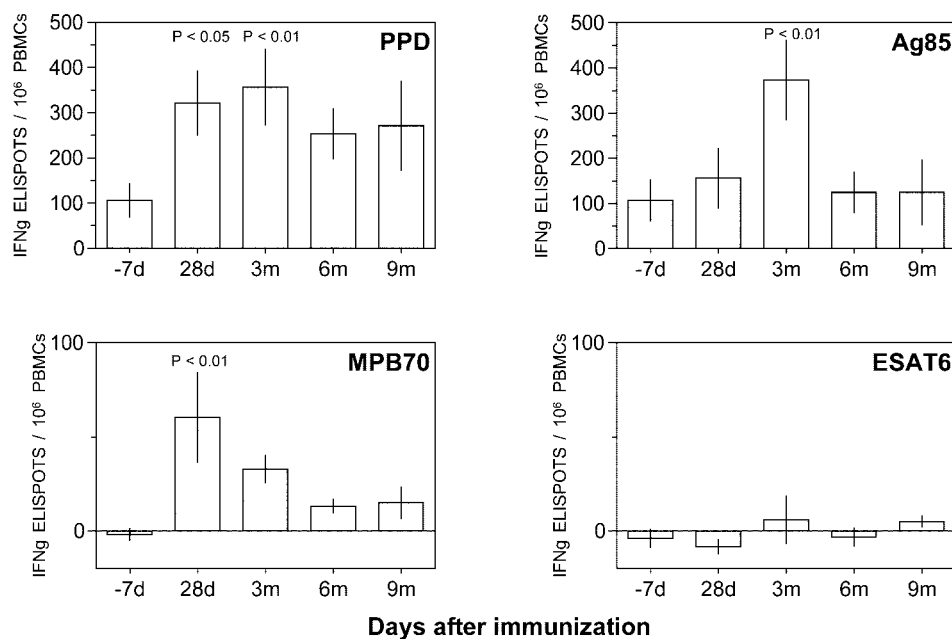 PPD
P < 0.05 P < 0.01
IFNg ELISPOTS / 10⁶ PBMCs
500
400
300
200
100
0
-7d 28d 3m 6m 9m
Ag85
P < 0.01
IFNg ELISPOTS / 10⁶ PBMCs
500
400
300
200
100
0
-7d 28d 3m 6m 9m
MPB70
P < 0.01
IFNg ELISPOTS / 10⁶ PBMCs
100
0
-7d 28d 3m 6m 9m
ESAT6
IFNg ELISPOTS / 10⁶ PBMCs
100
0
-7d 28d 3m 6m 9m
Days after immunization